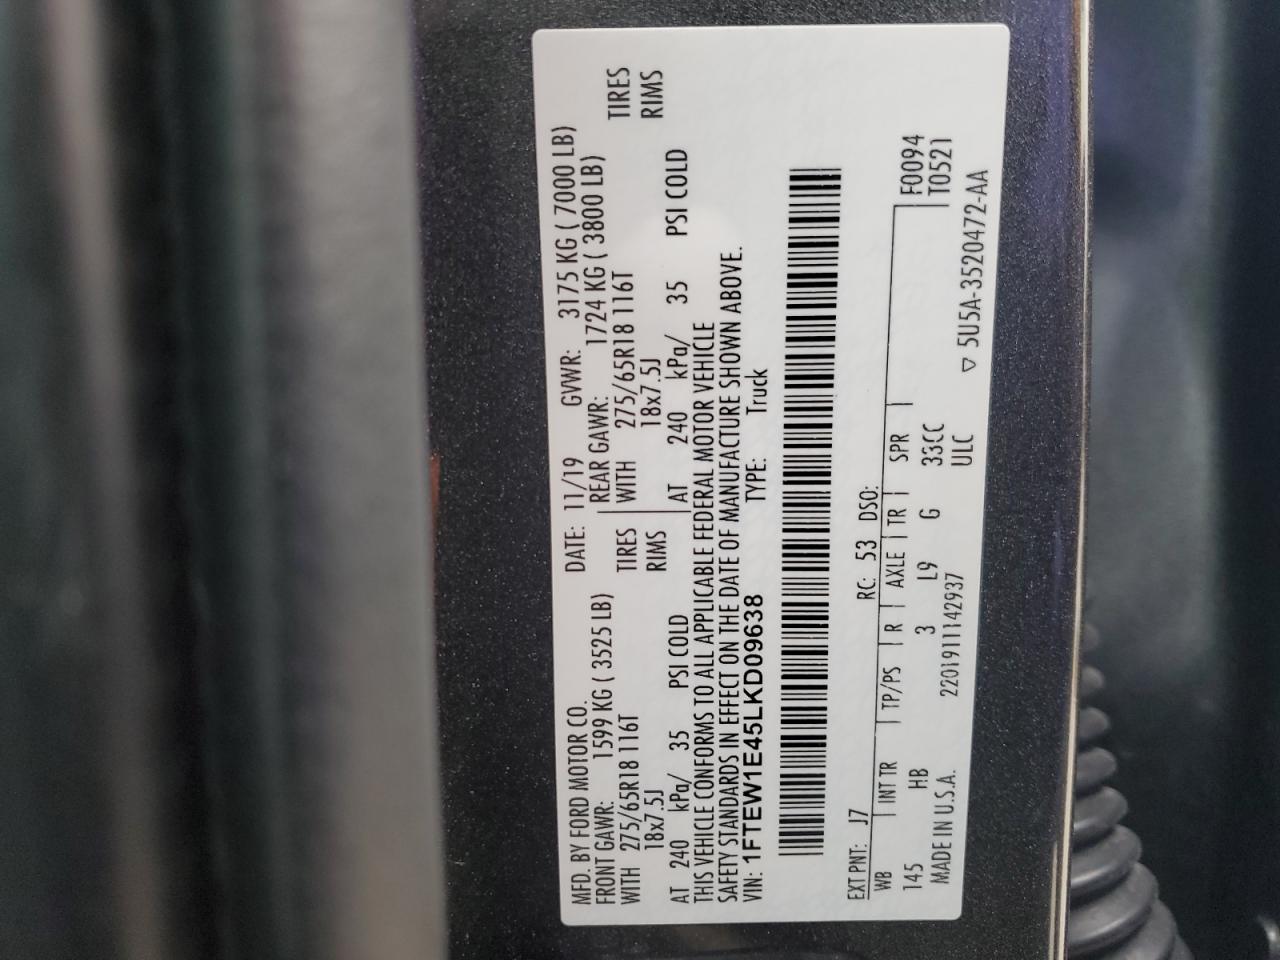 MFD. BY FORD MOTOR CO. DATE: 11/19 GVWR: 3175 KG ( 7000 LB)
FRONT GAWR: 1599 KG ( 3525 LB) REAR GAWR: 1724 KG ( 3800 LB)
WITH 275/65R18 116T TIRES WITH 275/65R18 116T TIRES
18x7.5J RIMS 18x7.5J RIMS
AT 240 kPa/ 35 PSI COLD AT 240 kPa/ 35 PSI COLD
THIS VEHICLE CONFORMS TO ALL APPLICABLE FEDERAL MOTOR VEHICLE
SAFETY STANDARDS IN EFFECT ON THE DATE OF MANUFACTURE SHOWN ABOVE.
VIN: 1FTEW1E45LKD09638 TYPE: Truck
EXT PNT: J7 RC: 53 DSO:
WB INT TR TP/PS R AXLE TR SPR F0094
145 HB 3 L9 G 33CC T0521
MADE IN U.S.A. 2201911142937 ULC ▽ 5U5A-3520472-AA